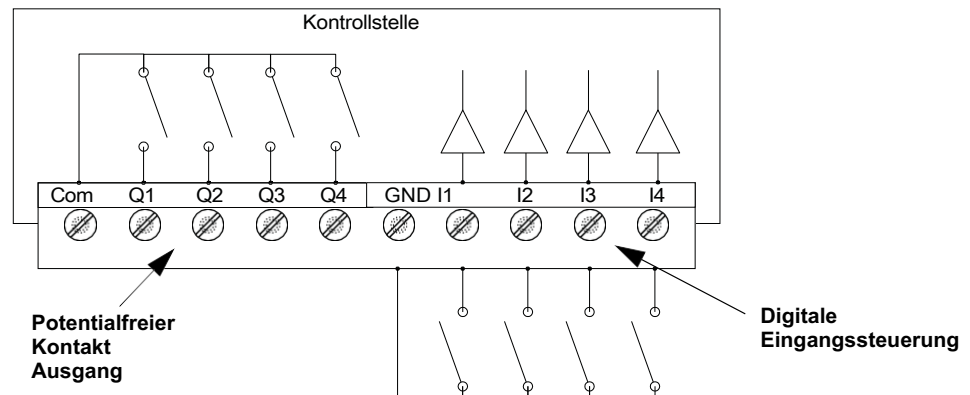 Kontrollstelle
Com Q1 Q2 Q3 Q4 GND I1 I2 I3 I4
Potentialfreier
Kontakt
Ausgang
Digitale
Eingangssteuerung